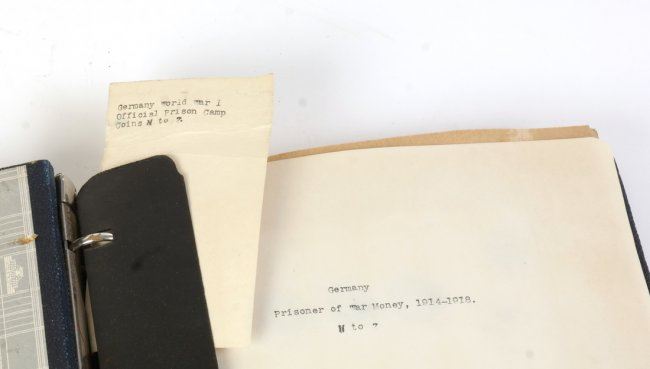 Germany World War I
Official Prison Camp
Coins N to Z
Germany
Prisoner of War Money, 1914-1918.
N to Z